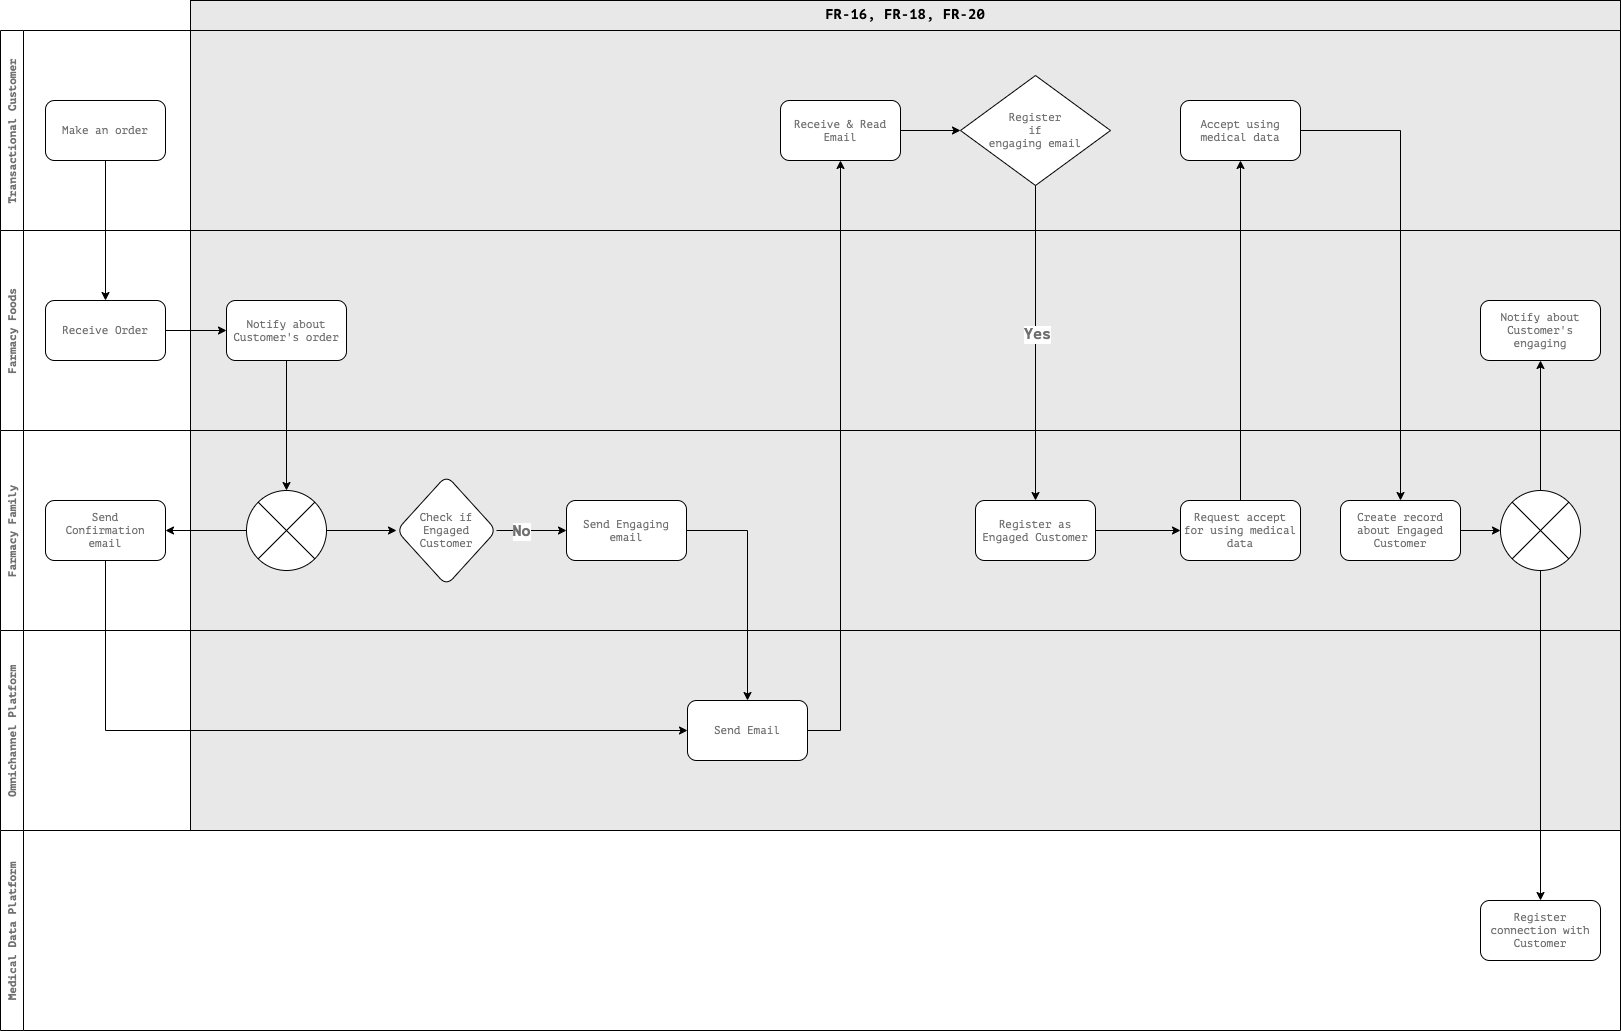 FR-16, FR-18, FR-20
Transactional Customer
Make an order
Receive & Read
Email
Register
if
engaging email
Accept using
medical data
Farmacy Foods
Receive Order
Notify about
Customer's order
Yes
Notify about
Customer's
engaging
Farmacy Family
Send
Confirmation
email
Check if
Engaged
Customer
No
Send Engaging
email
Register as
Engaged Customer
Request accept
for using medical
data
Create record
about Engaged
Customer
Omnichannel Platform
Send Email
Medical Data Platform
Register
connection with
Customer